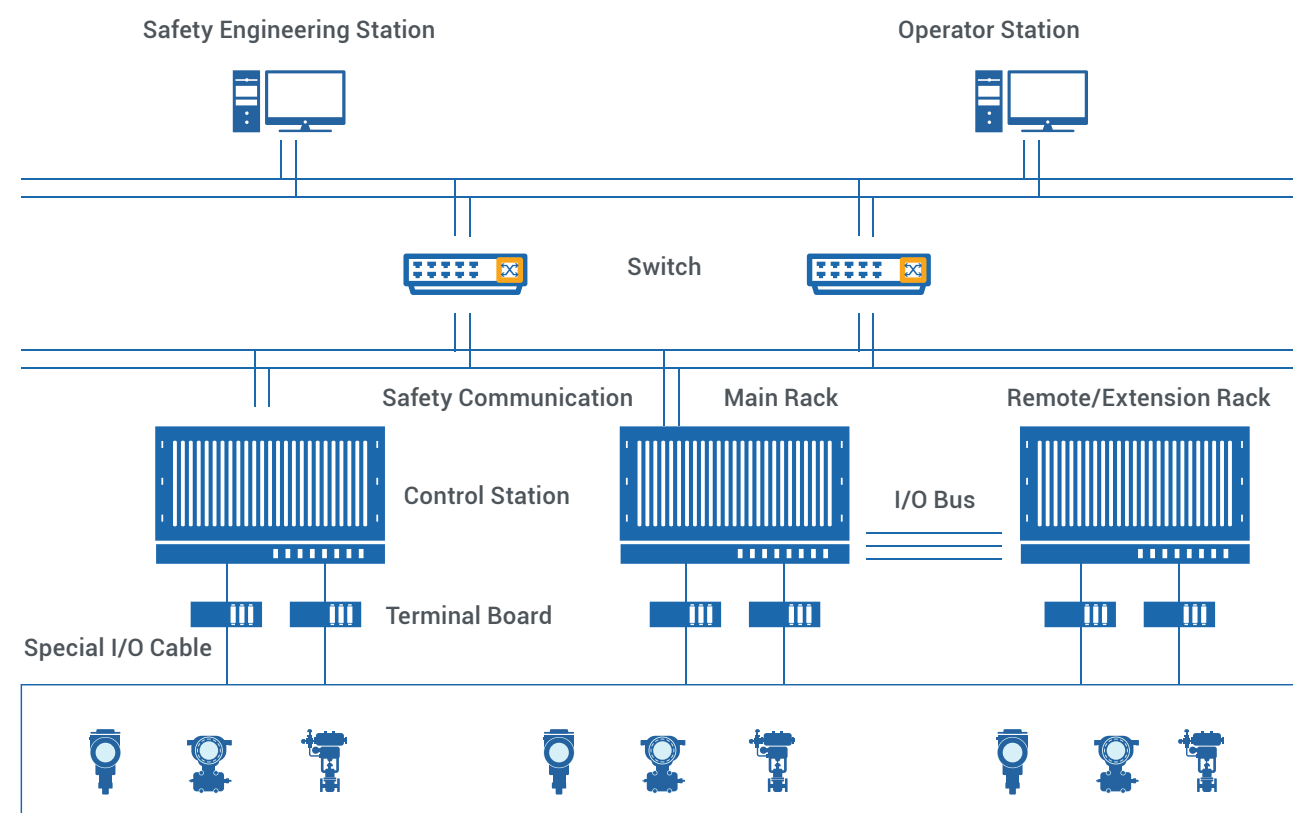 Safety Engineering Station
Operator Station
Switch
Safety Communication
Main Rack
Remote/Extension Rack
Control Station
I/O Bus
Terminal Board
Special I/O Cable